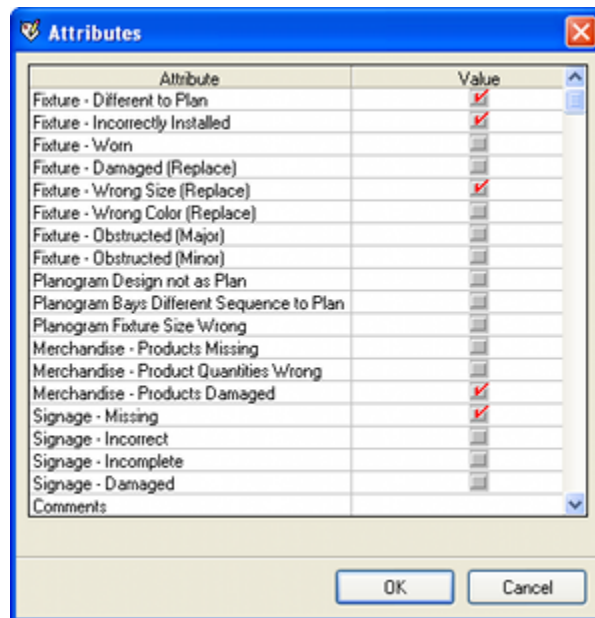 Attributes
Attribute Value
Fixture - Different to Plan
Fixture - Incorrectly Installed
Fixture - Worn
Fixture - Damaged (Replace)
Fixture - Wrong Size (Replace)
Fixture - Wrong Color (Replace)
Fixture - Obstructed (Major)
Fixture - Obstructed (Minor)
Planogram Design not as Plan
Planogram Bays Different Sequence to Plan
Planogram Fixture Size Wrong
Merchandise - Products Missing
Merchandise - Product Quantities Wrong
Merchandise - Products Damaged
Signage - Missing
Signage - Incorrect
Signage - Incomplete
Signage - Damaged
Comments
OK Cancel